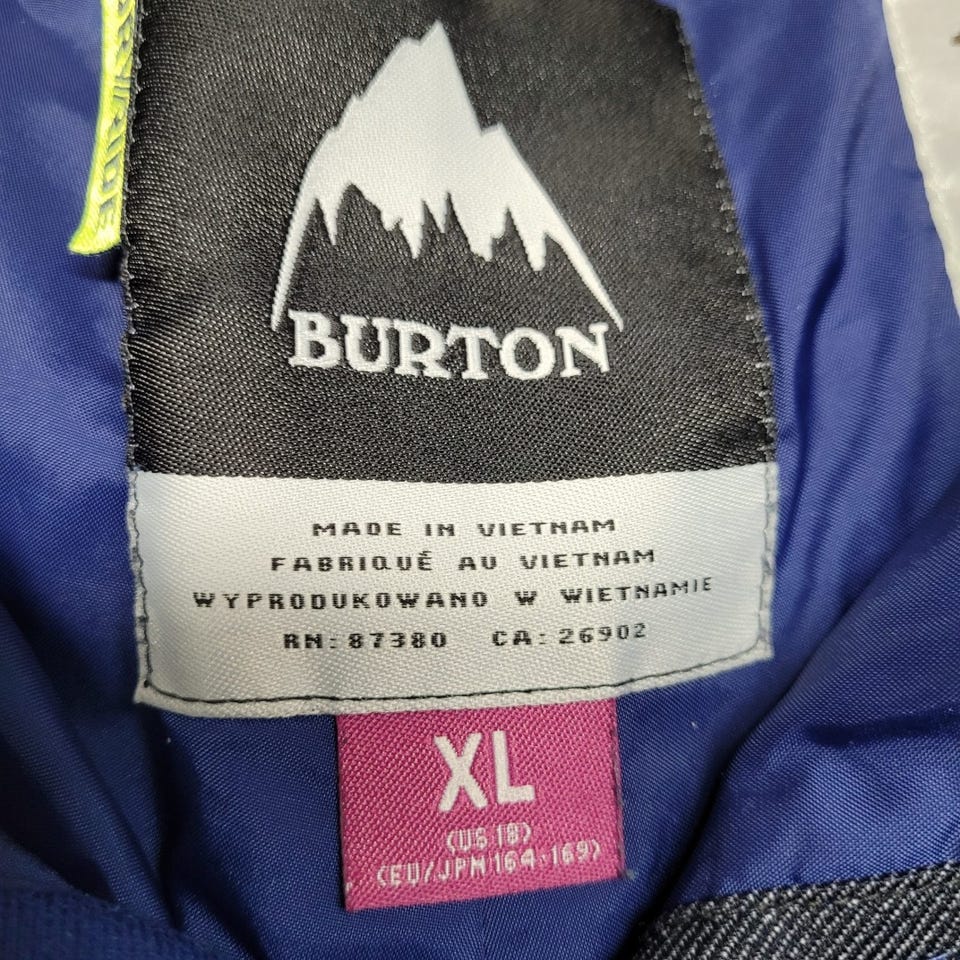 BURTON
MADE IN VIETNAM
FABRIQUÉ AU VIETNAM
WYPRODUKOWANO W WIETNAMIE
RN: 87380 CA: 26902
XL
(US 18)
(EU/JPN 164-169)